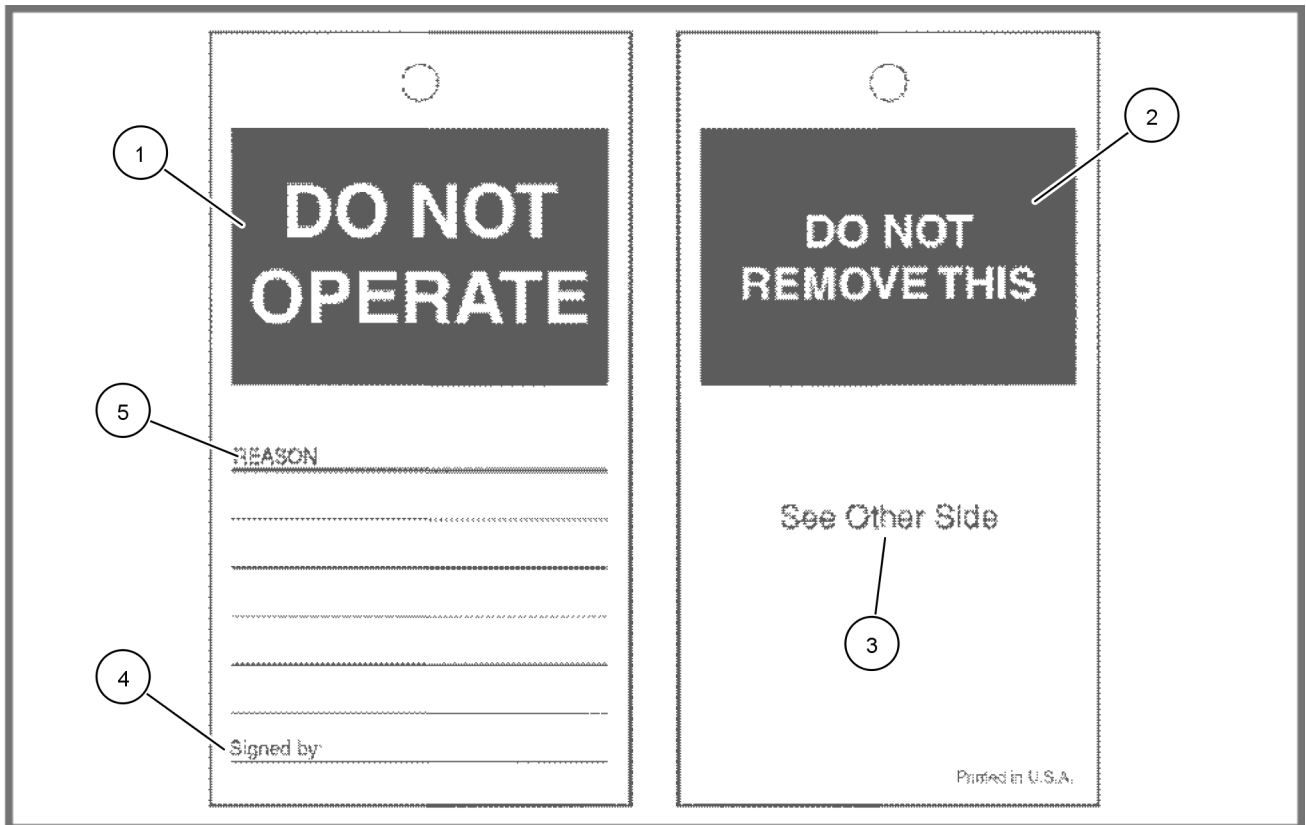 1
DO NOT
OPERATE
5
REASON
4
Signed by:
2
DO NOT
REMOVE THIS
See Other Side
3
Printed in U.S.A.